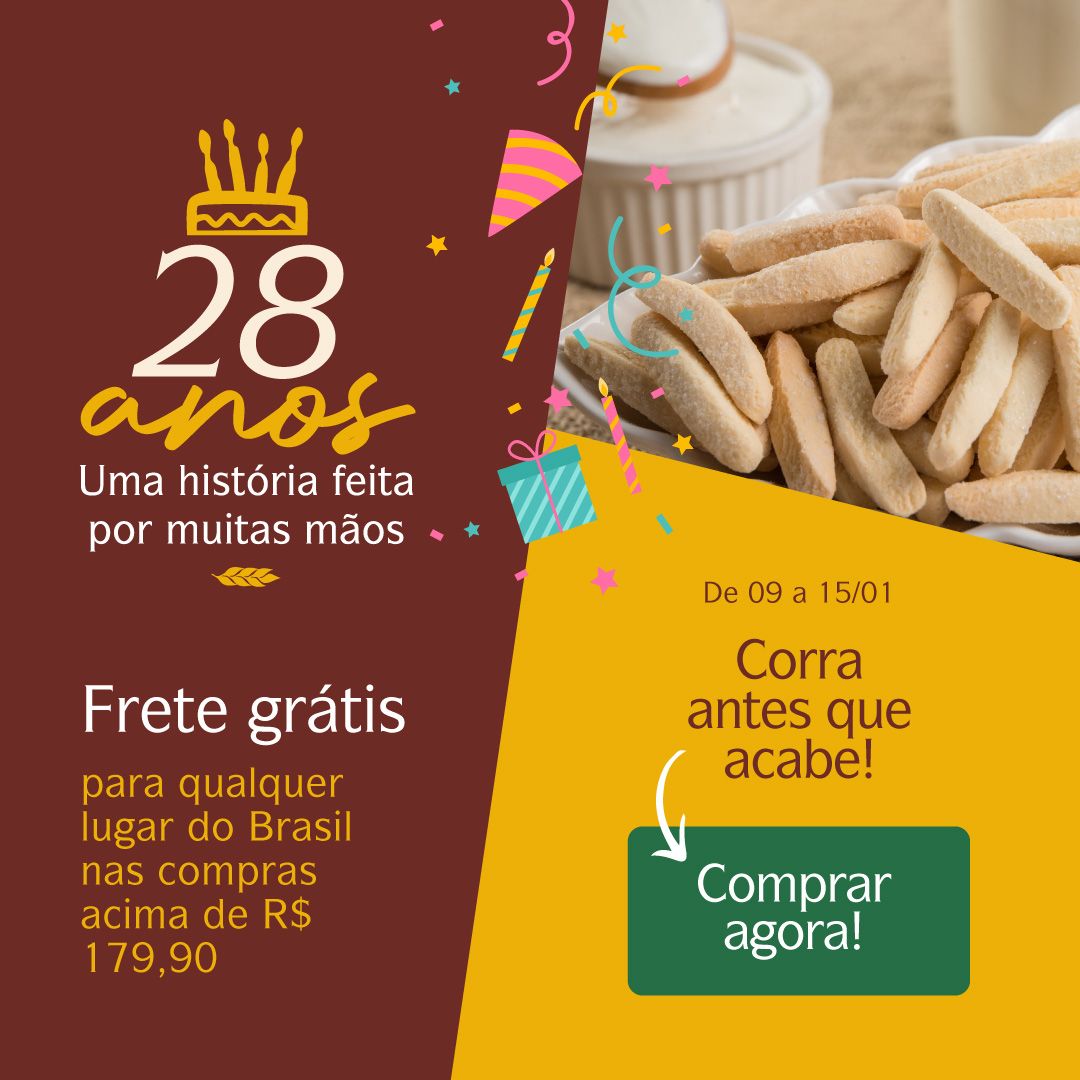 28
anos
Uma história feita
por muitas mãos
Frete grátis
para qualquer
lugar do Brasil
nas compras
acima de R$
179,90
De 09 a 15/01
Corra
antes que
acabe!
Comprar
agora!